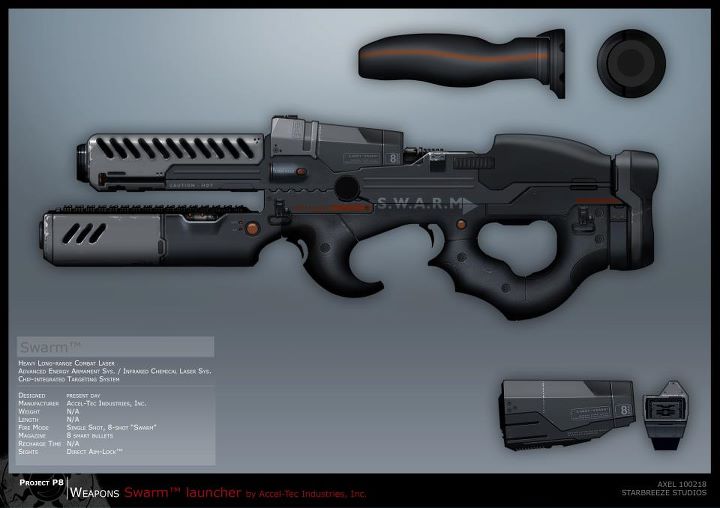 8
CAUTION - HOT
S.W.A.R.M
Swarm™
Heavy Long-range Combat Laser
Advanced Energy Armament Sys. / Infrared Chemical Laser Sys.
Chip-integrated Targeting System
Designed present day
Manufacturer Accel-Tec Industries, Inc.
Weight N/A
Length N/A
Fire Mode Single Shot, 8-shot "Swarm"
Magazine 8 smart bullets
Recharge Time N/A
Sights Direct Aim-Lock™
8
Project P8
Weapons Swarm™ launcher by Accel-Tec Industries, Inc.
AXEL 100218
STARBREEZE STUDIOS